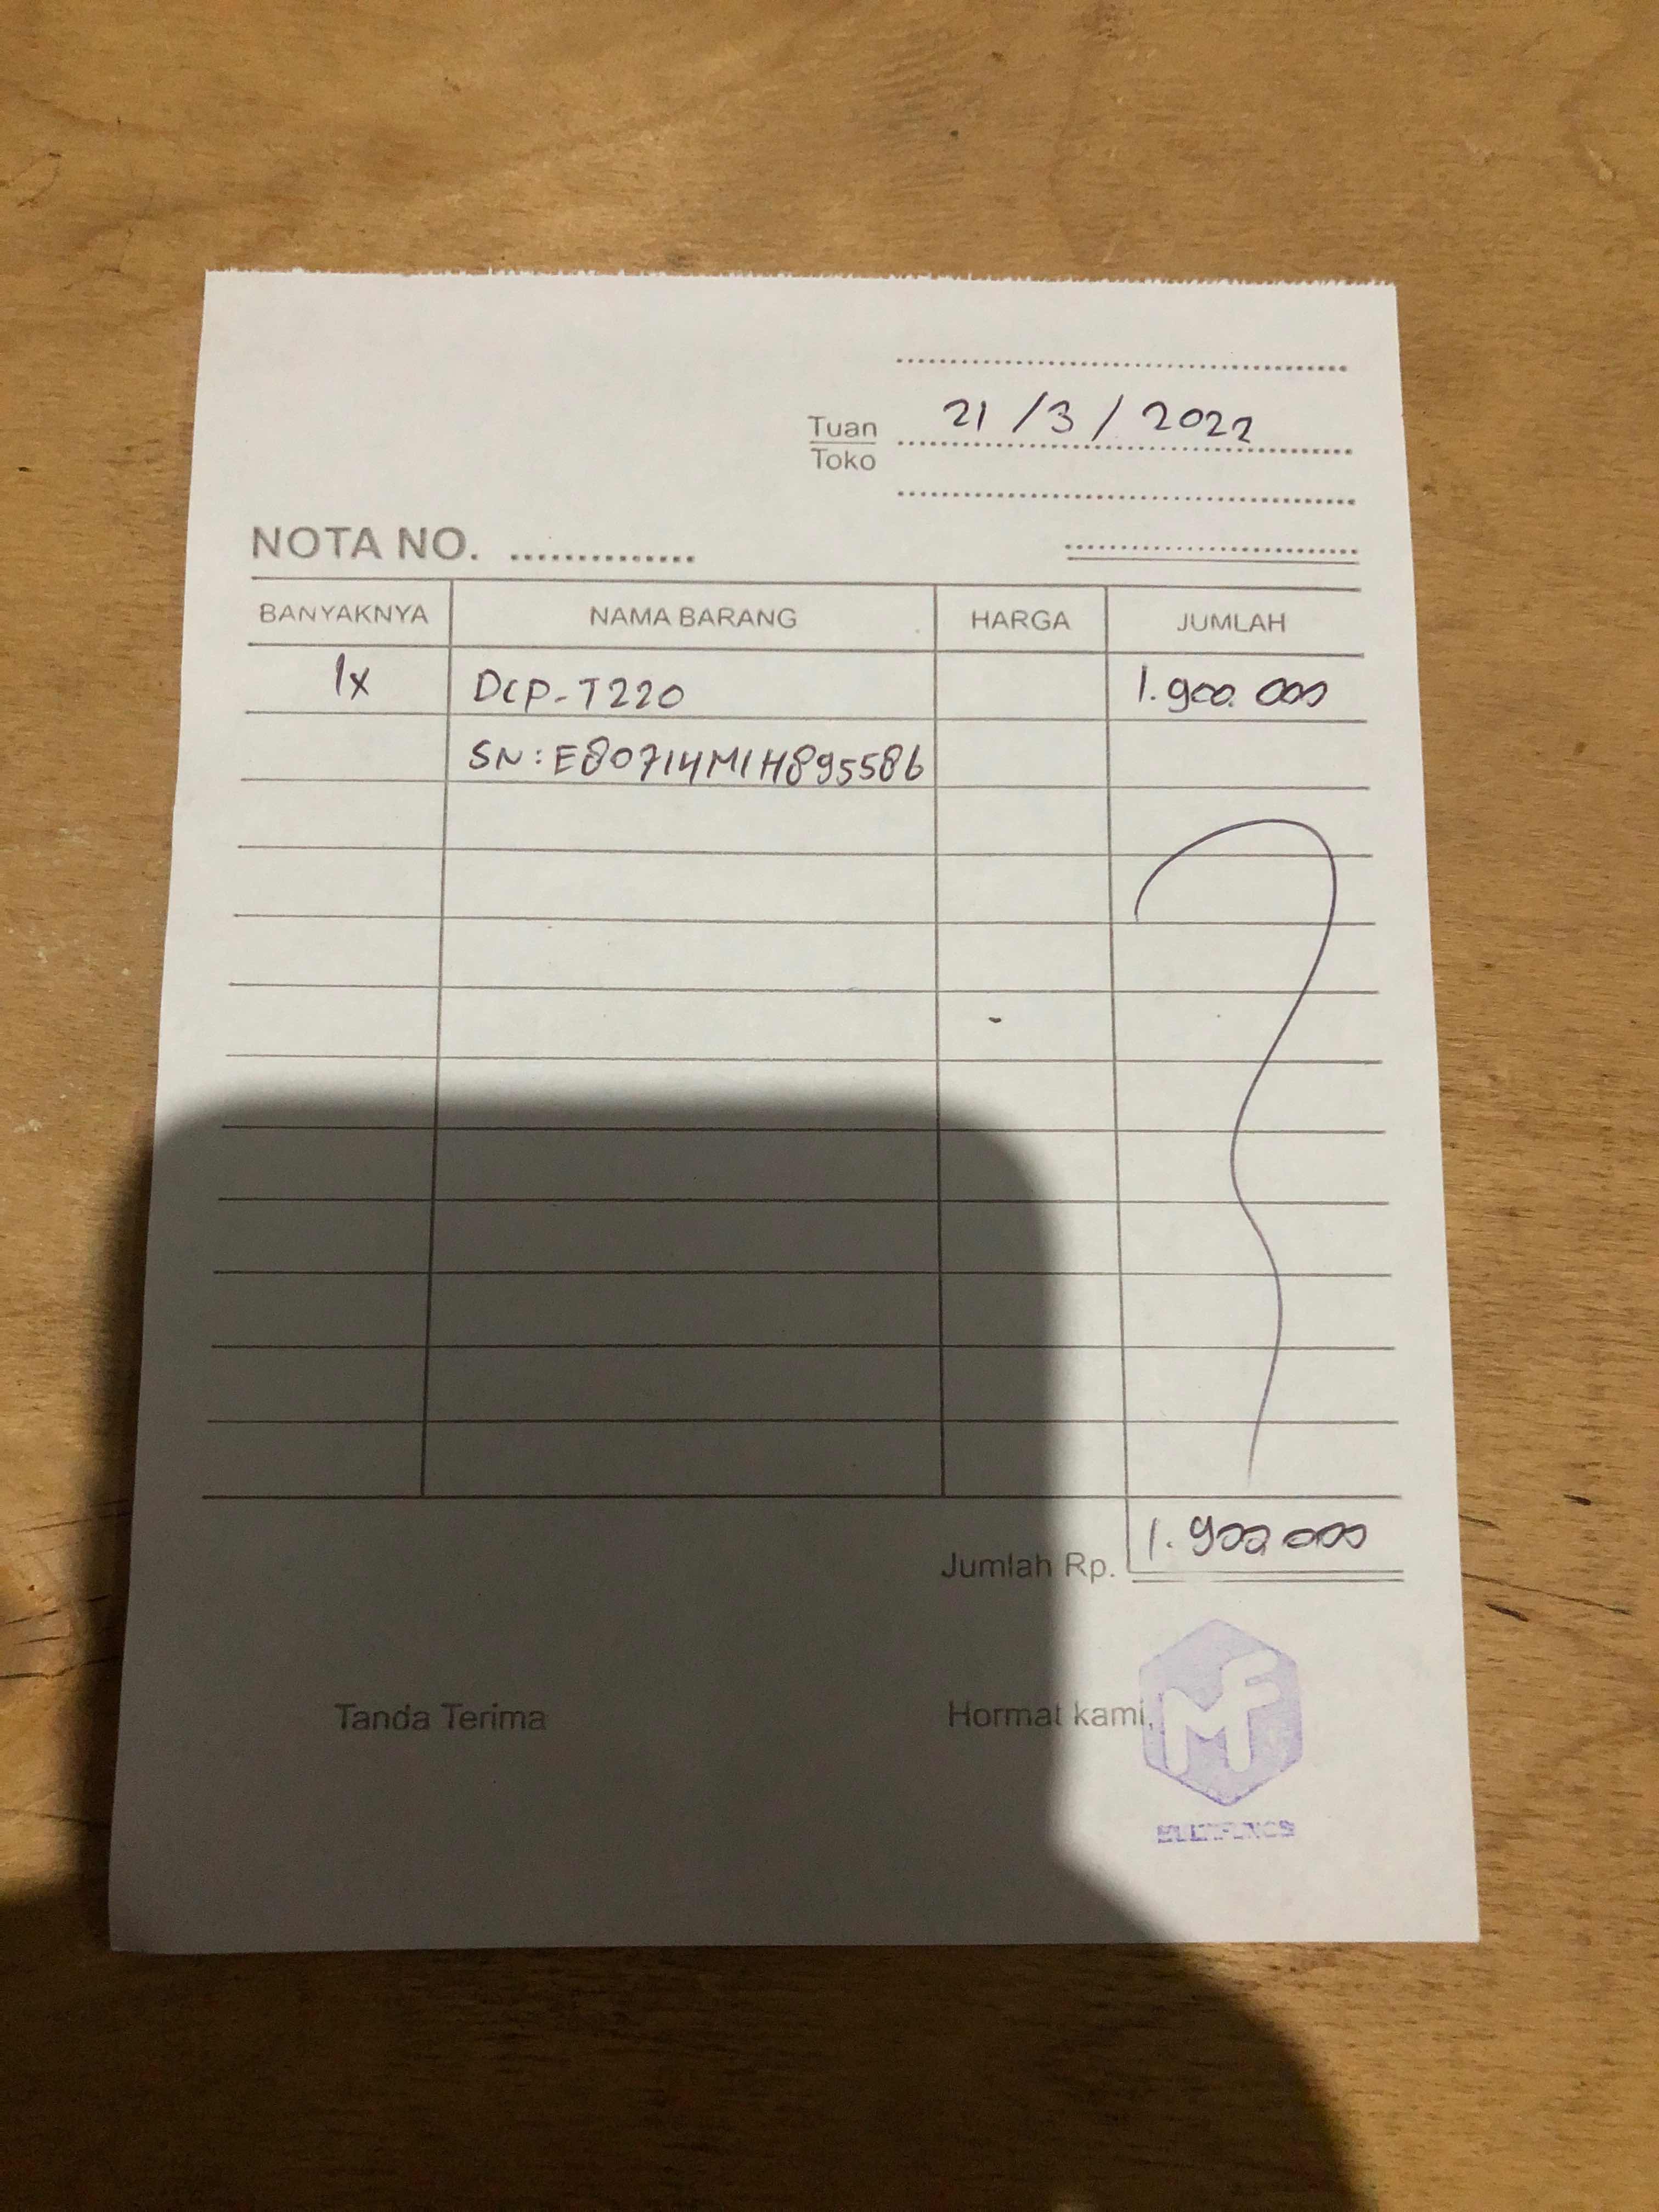 21/3/2022
Tuan
Toko
NOTA NO. ..............
BANYAKNYA NAMA BARANG HARGA JUMLAH
1x DCP-T220 1.900.000
SN: E80714M1H895586
Jumlah Rp. 1.900 000
Tanda Terima Hormat kami,
MF